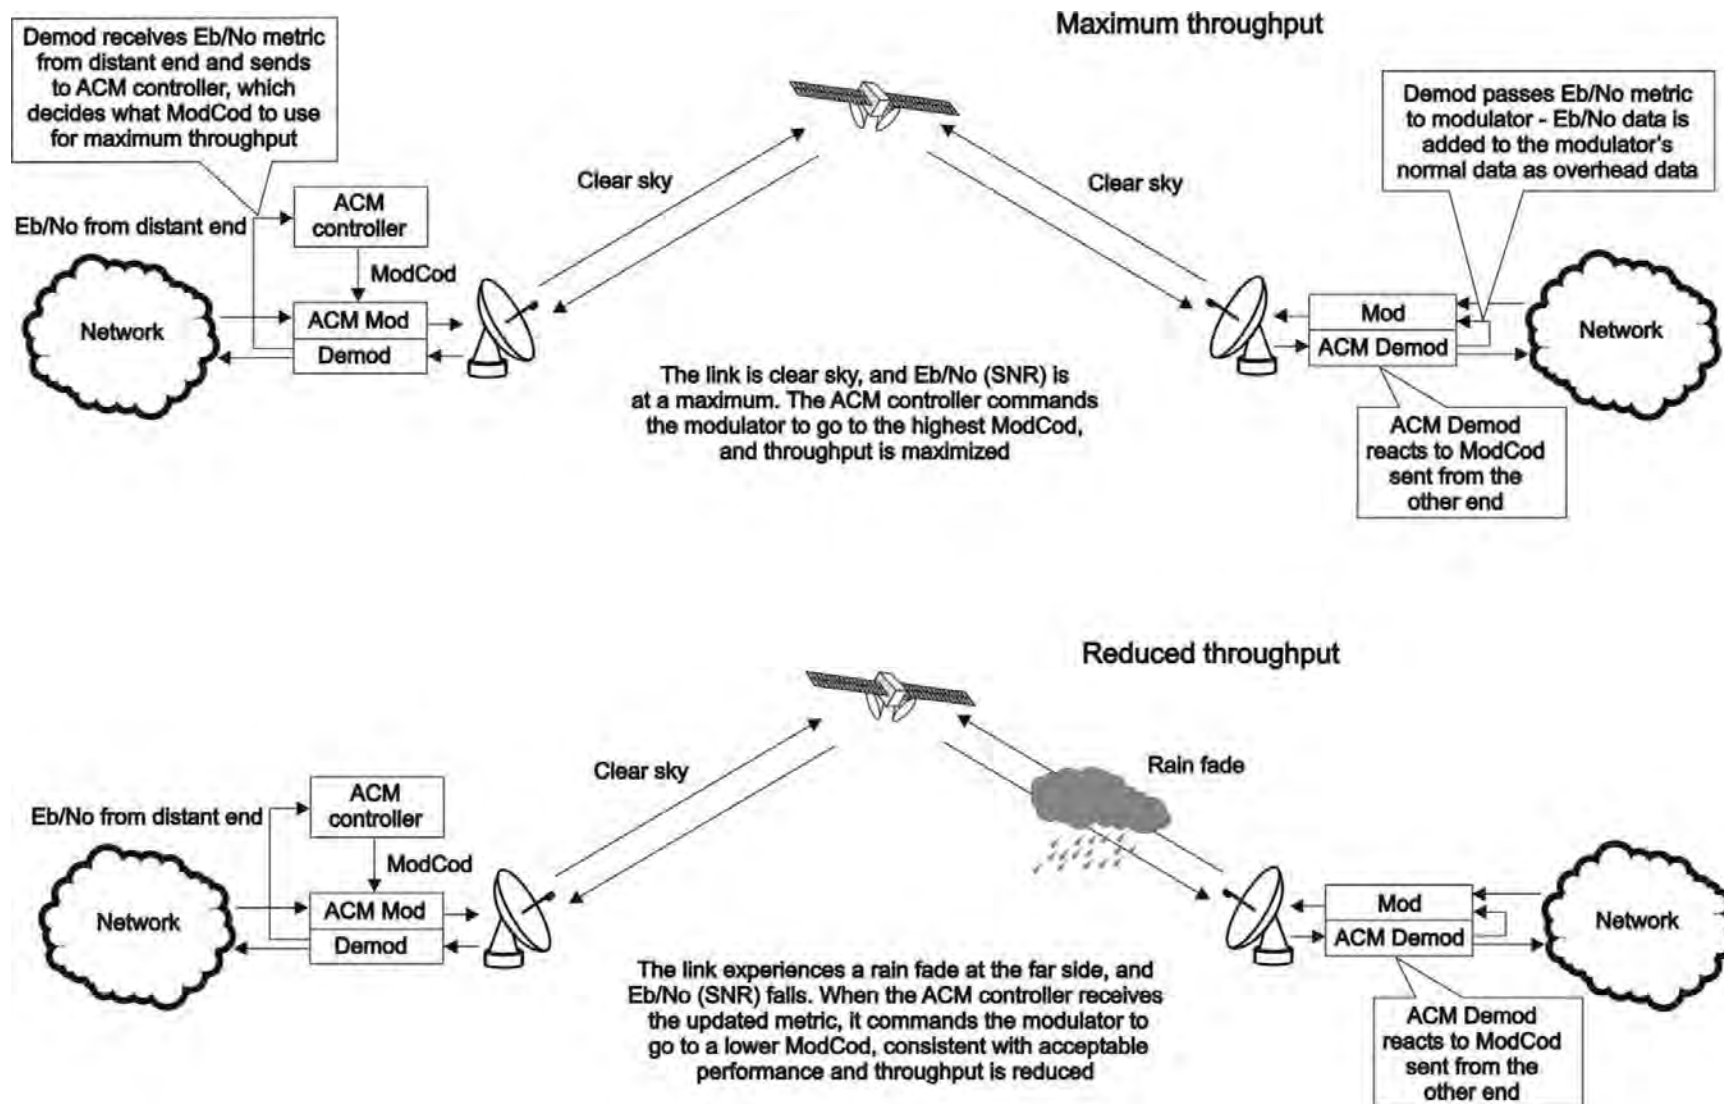 Maximum throughput
Demod receives Eb/No metric
from distant end and sends
to ACM controller, which
decides what ModCod to use
for maximum throughput
Demod passes Eb/No metric
to modulator - Eb/No data is
added to the modulator's
normal data as overhead data
Clear sky
Clear sky
Eb/No from distant end
ACM
controller
ModCod
Network
ACM Mod
Demod
Mod
ACM Demod
Network
The link is clear sky, and Eb/No (SNR) is
at a maximum. The ACM controller commands
the modulator to go to the highest ModCod,
and throughput is maximized
ACM Demod
reacts to ModCod
sent from the
other end
Reduced throughput
Clear sky
Rain fade
Eb/No from distant end
ACM
controller
ModCod
Network
ACM Mod
Demod
Mod
ACM Demod
Network
The link experiences a rain fade at the far side, and
Eb/No (SNR) falls. When the ACM controller receives
the updated metric, it commands the modulator to
go to a lower ModCod, consistent with acceptable
performance and throughput is reduced
ACM Demod
reacts to ModCod
sent from the
other end